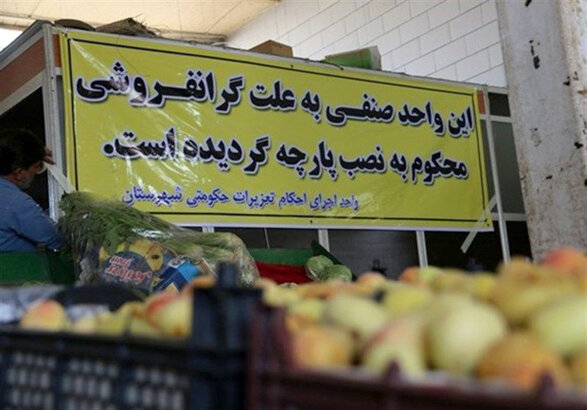 این واحد صنفی به علت گرانفروشی
محکوم به نصب پارچه گردیده است.
واحد اجرای احکام تعزیرات حکومتی شهرستان